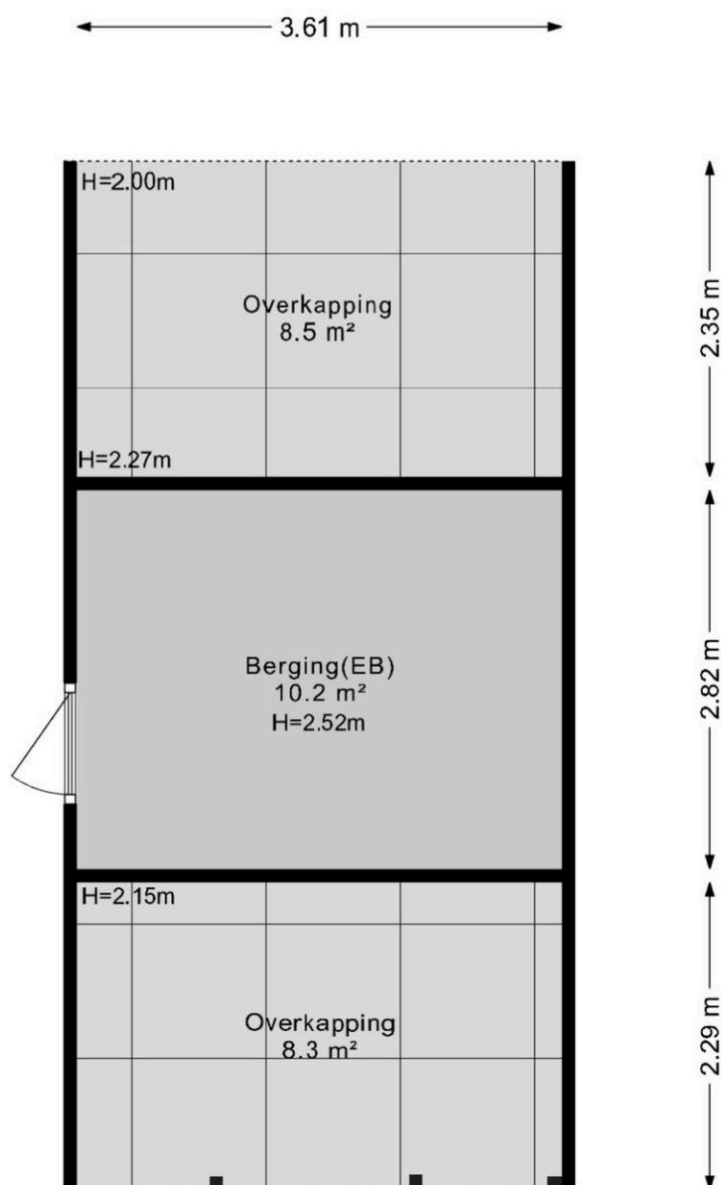 3.61 m
H=2.00m
Overkapping
8.5 m²
2.35 m
H=2.27m
Berging(EB)
10.2 m²
H=2.52m
2.82 m
H=2.15m
Overkapping
8.3 m²
2.29 m